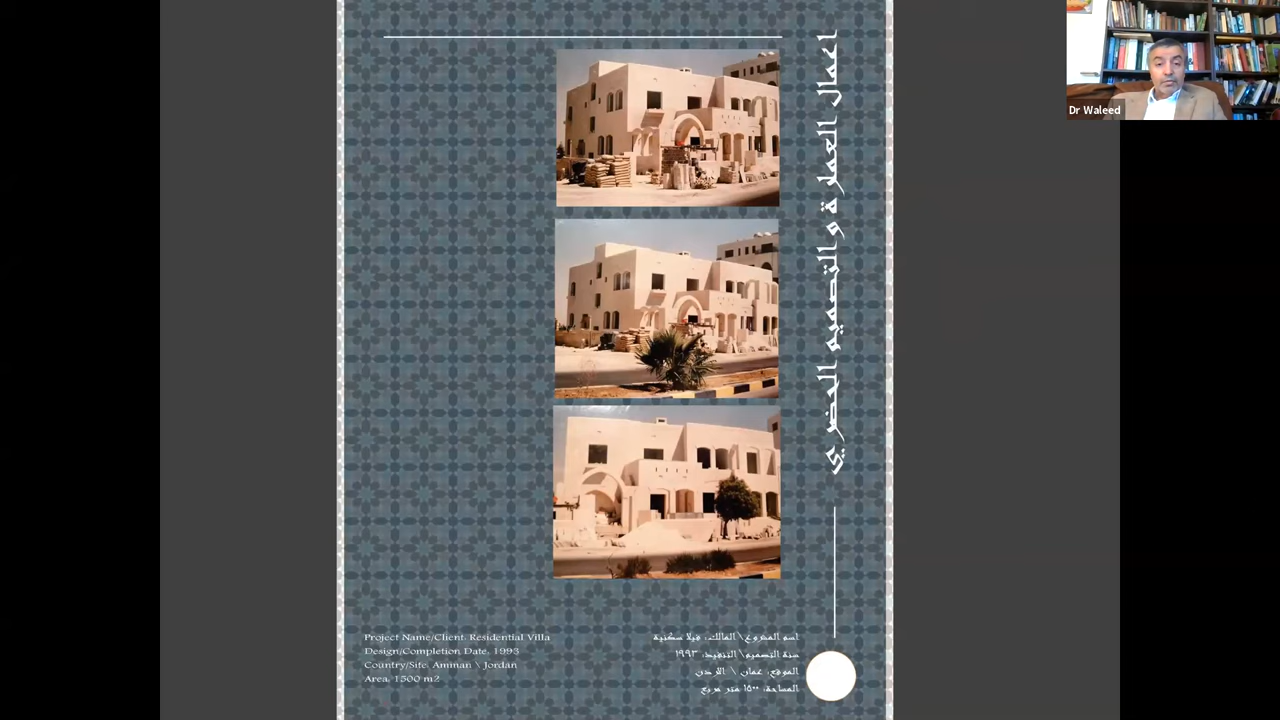 Dr Waleed
اعمال العمارة والتصميم الحضري
Project Name/Client: Residential Villa
Design/Completion Date: 1993
Country/Site: Amman \ Jordan
Area: 1500 m2
اسم المشروع\ المالك: فيلا سكنية
سنة التصميم\ التنفيذ: ١٩٩٣
الموقع: عمان \ الاردن
المساحة: ١٥٠٠ متر مربع